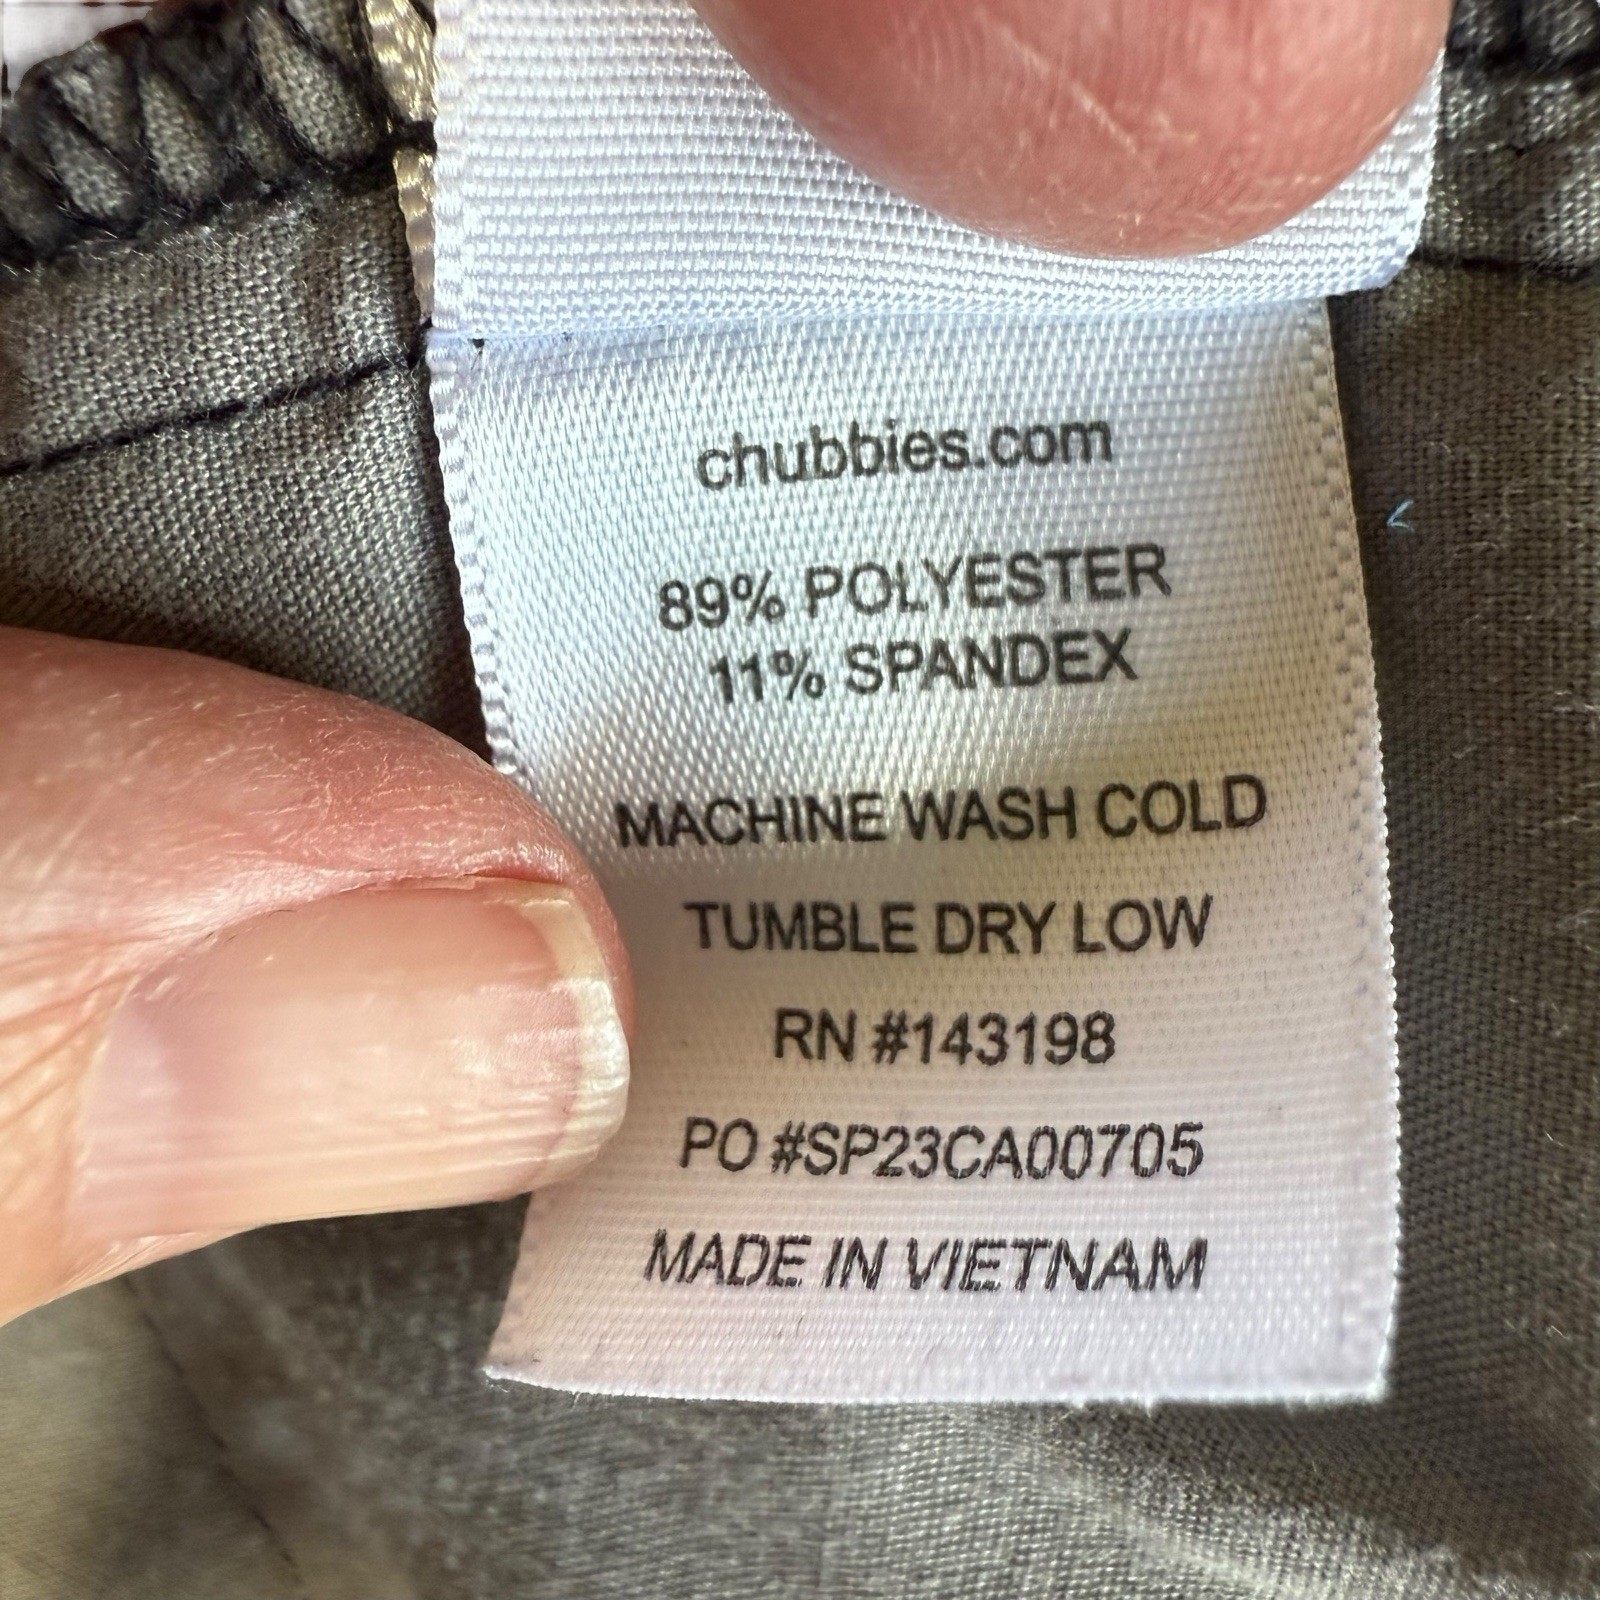 chubbies.com
89% POLYESTER
11% SPANDEX
MACHINE WASH COLD
TUMBLE DRY LOW
RN #143198
PO #SP23CA00705
MADE IN VIETNAM